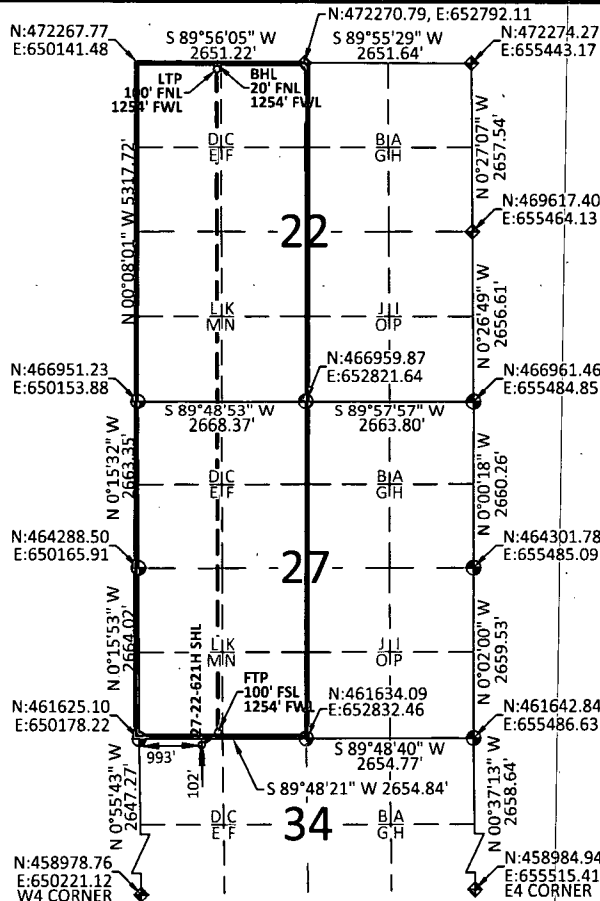 N:472267.77
E:650141.48
S 89°56'05" W
2651.22'
N:472270.79, E:652792.11
S 89°55'29" W
2651.64'
N:472274.27
E:655443.17
LTP
100' FNL
1254' FWL
BHL
20' FNL
1254' FWL
D C
E F
B A
G H
N 00°08'01" W 5317.72'
N 0°27'07" W
2657.54'
22
N:469617.40
E:655464.13
L K
M N
J I
O P
N 0°26'49" W
2656.61'
N:466951.23
E:650153.88
N:466959.87
E:652821.64
N:466961.46
E:655484.85
S 89°48'53" W
2668.37'
S 89°57'57" W
2663.80'
N 0°15'32" W
2663.35'
D C
E F
B A
G H
N 0°00'18" W
2660.26'
N:464288.50
E:650165.91
27
N:464301.78
E:655485.09
N 0°15'53" W
2664.02'
L K
M N
J I
O P
N 0°02'00" W
2659.53'
27-22-621H SHL
FTP
100' FSL
1254' FWL
N:461625.10
E:650178.22
N:461634.09
E:652832.46
N:461642.84
E:655486.63
993'
102'
S 89°48'40" W
2654.77'
S 89°48'21" W 2654.84'
N 0°55'43" W
2647.27'
D C
E F
34
B A
G H
N 00°37'13" W
2658.64'
N:458978.76
E:650221.12
W4 CORNER
N:458984.94
E:655515.41
E4 CORNER